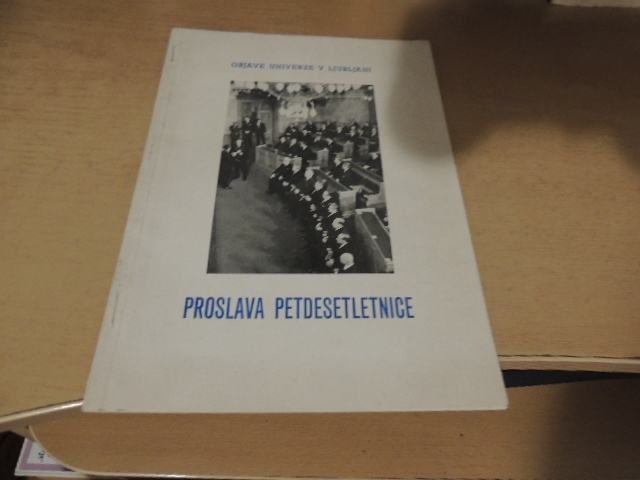 OBJAVE UNIVERZE V LJUBLJANI
PROSLAVA PETDESETLETNICE